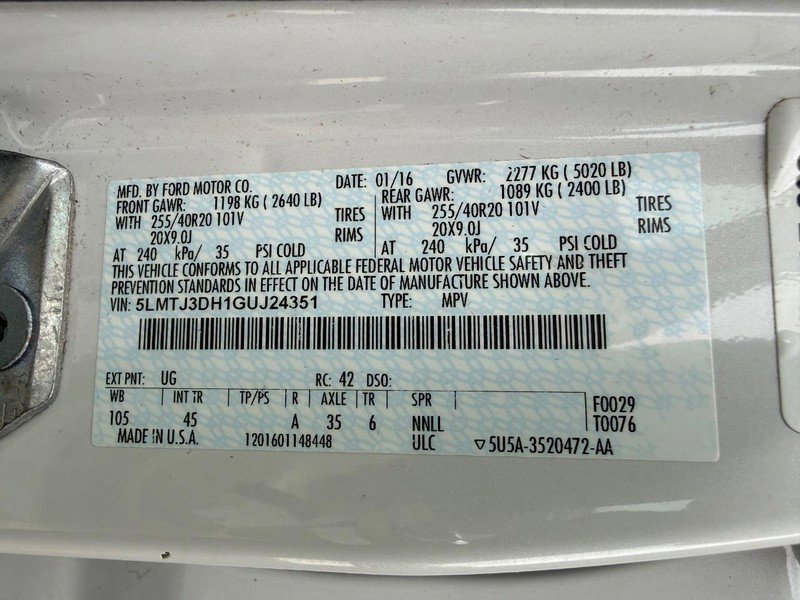 MFD. BY FORD MOTOR CO.
DATE: 01/16 GVWR: 2277 KG ( 5020 LB)
FRONT GAWR: 1198 KG ( 2640 LB)
REAR GAWR: 1089 KG ( 2400 LB)
WITH 255/40R20 101V TIRES
WITH 255/40R20 101V TIRES
20X9.0J RIMS
20X9.0J RIMS
AT 240 kPa/ 35 PSI COLD
AT 240 kPa/ 35 PSI COLD
THIS VEHICLE CONFORMS TO ALL APPLICABLE FEDERAL MOTOR VEHICLE SAFETY AND THEFT
PREVENTION STANDARDS IN EFFECT ON THE DATE OF MANUFACTURE SHOWN ABOVE.
VIN: 5LMTJ3DH1GUJ24351 TYPE: MPV
EXT PNT: UG RC: 42 DSO:
WB INT TR TP/PS R AXLE TR SPR
105 45 A 35 6 NNLL
F0029
T0076
MADE IN U.S.A. 1201601148448 ULC ▽5U5A-3520472-AA